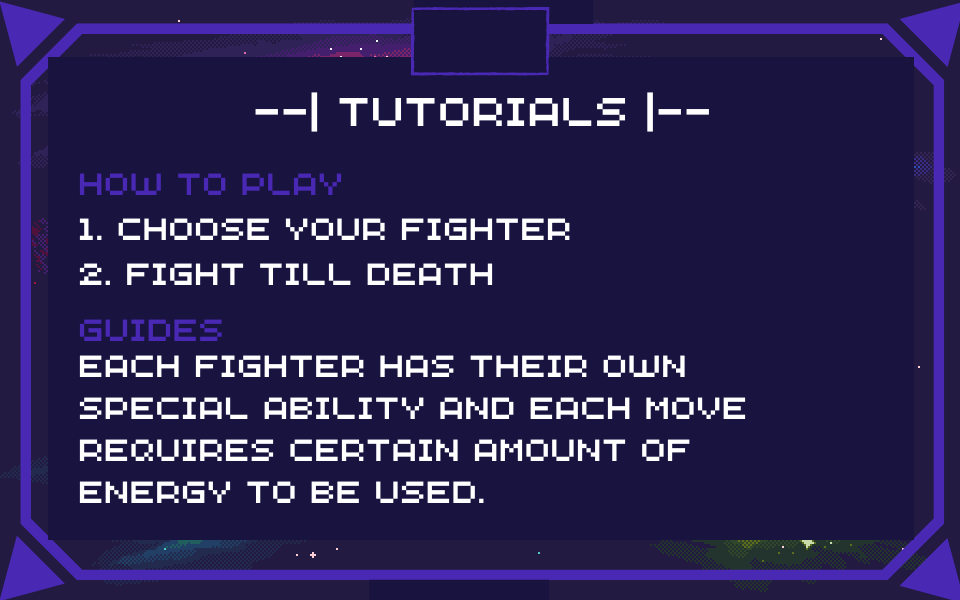 --| TUTORIALS |--
HOW TO PLAY
1. CHOOSE YOUR FIGHTER
2. FIGHT TILL DEATH
GUIDES
EACH FIGHTER HAS THEIR OWN
SPECIAL ABILITY AND EACH MOVE
REQUIRES CERTAIN AMOUNT OF
ENERGY TO BE USED.